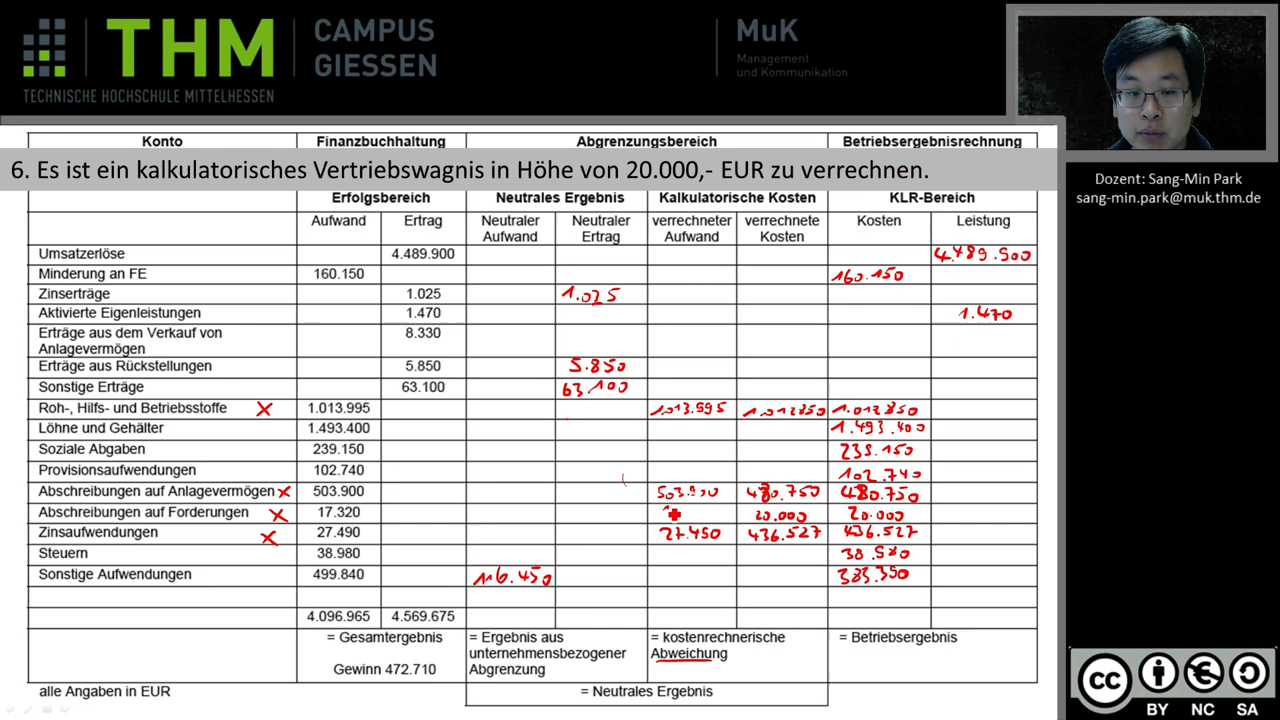 THM
CAMPUS
GIESSEN
TECHNISCHE HOCHSCHULE MITTELHESSEN
MuK
Management
und Kommunikation
Dozent: Sang-Min Park
sang-min.park@muk.thm.de
Konto Finanzbuchhaltung Abgrenzungsbereich Betriebsergebnisrechnung
6. Es ist ein kalkulatorisches Vertriebswagnis in Höhe von 20.000,- EUR zu verrechnen.
Erfolgsbereich Neutrales Ergebnis Kalkulatorische Kosten KLR-Bereich
Aufwand Ertrag Neutraler Aufwand Neutraler Ertrag verrechneter Aufwand verrechnete Kosten Kosten Leistung
Umsatzerlöse 4.489.900 4.489.900
Minderung an FE 160.150 160.150
Zinserträge 1.025 1.025
Aktivierte Eigenleistungen 1.470 1.470
Erträge aus dem Verkauf von 8.330
Anlagevermögen
Erträge aus Rückstellungen 5.850 5.850
Sonstige Erträge 63.100 63.100
Roh-, Hilfs- und Betriebsstoffe X 1.013.995 1.013.995 1.012.850 1.012.850
Löhne und Gehälter 1.493.400 1.493.400
Soziale Abgaben 239.150 239.150
Provisionsaufwendungen 102.740 102.740
Abschreibungen auf Anlagevermögen X 503.900 503.900 480.750 480.750
Abschreibungen auf Forderungen X 17.320 20.000 20.000
Zinsaufwendungen X 27.490 27.490 436.527 436.527
Steuern 38.980 38.980
Sonstige Aufwendungen 499.840 116.450 383.390
4.096.965 4.569.675
= Gesamtergebnis = Ergebnis aus = kostenrechnerische = Betriebsergebnis
unternehmensbezogener Abweichung
Gewinn 472.710 Abgrenzung
alle Angaben in EUR = Neutrales Ergebnis
CC BY NC SA